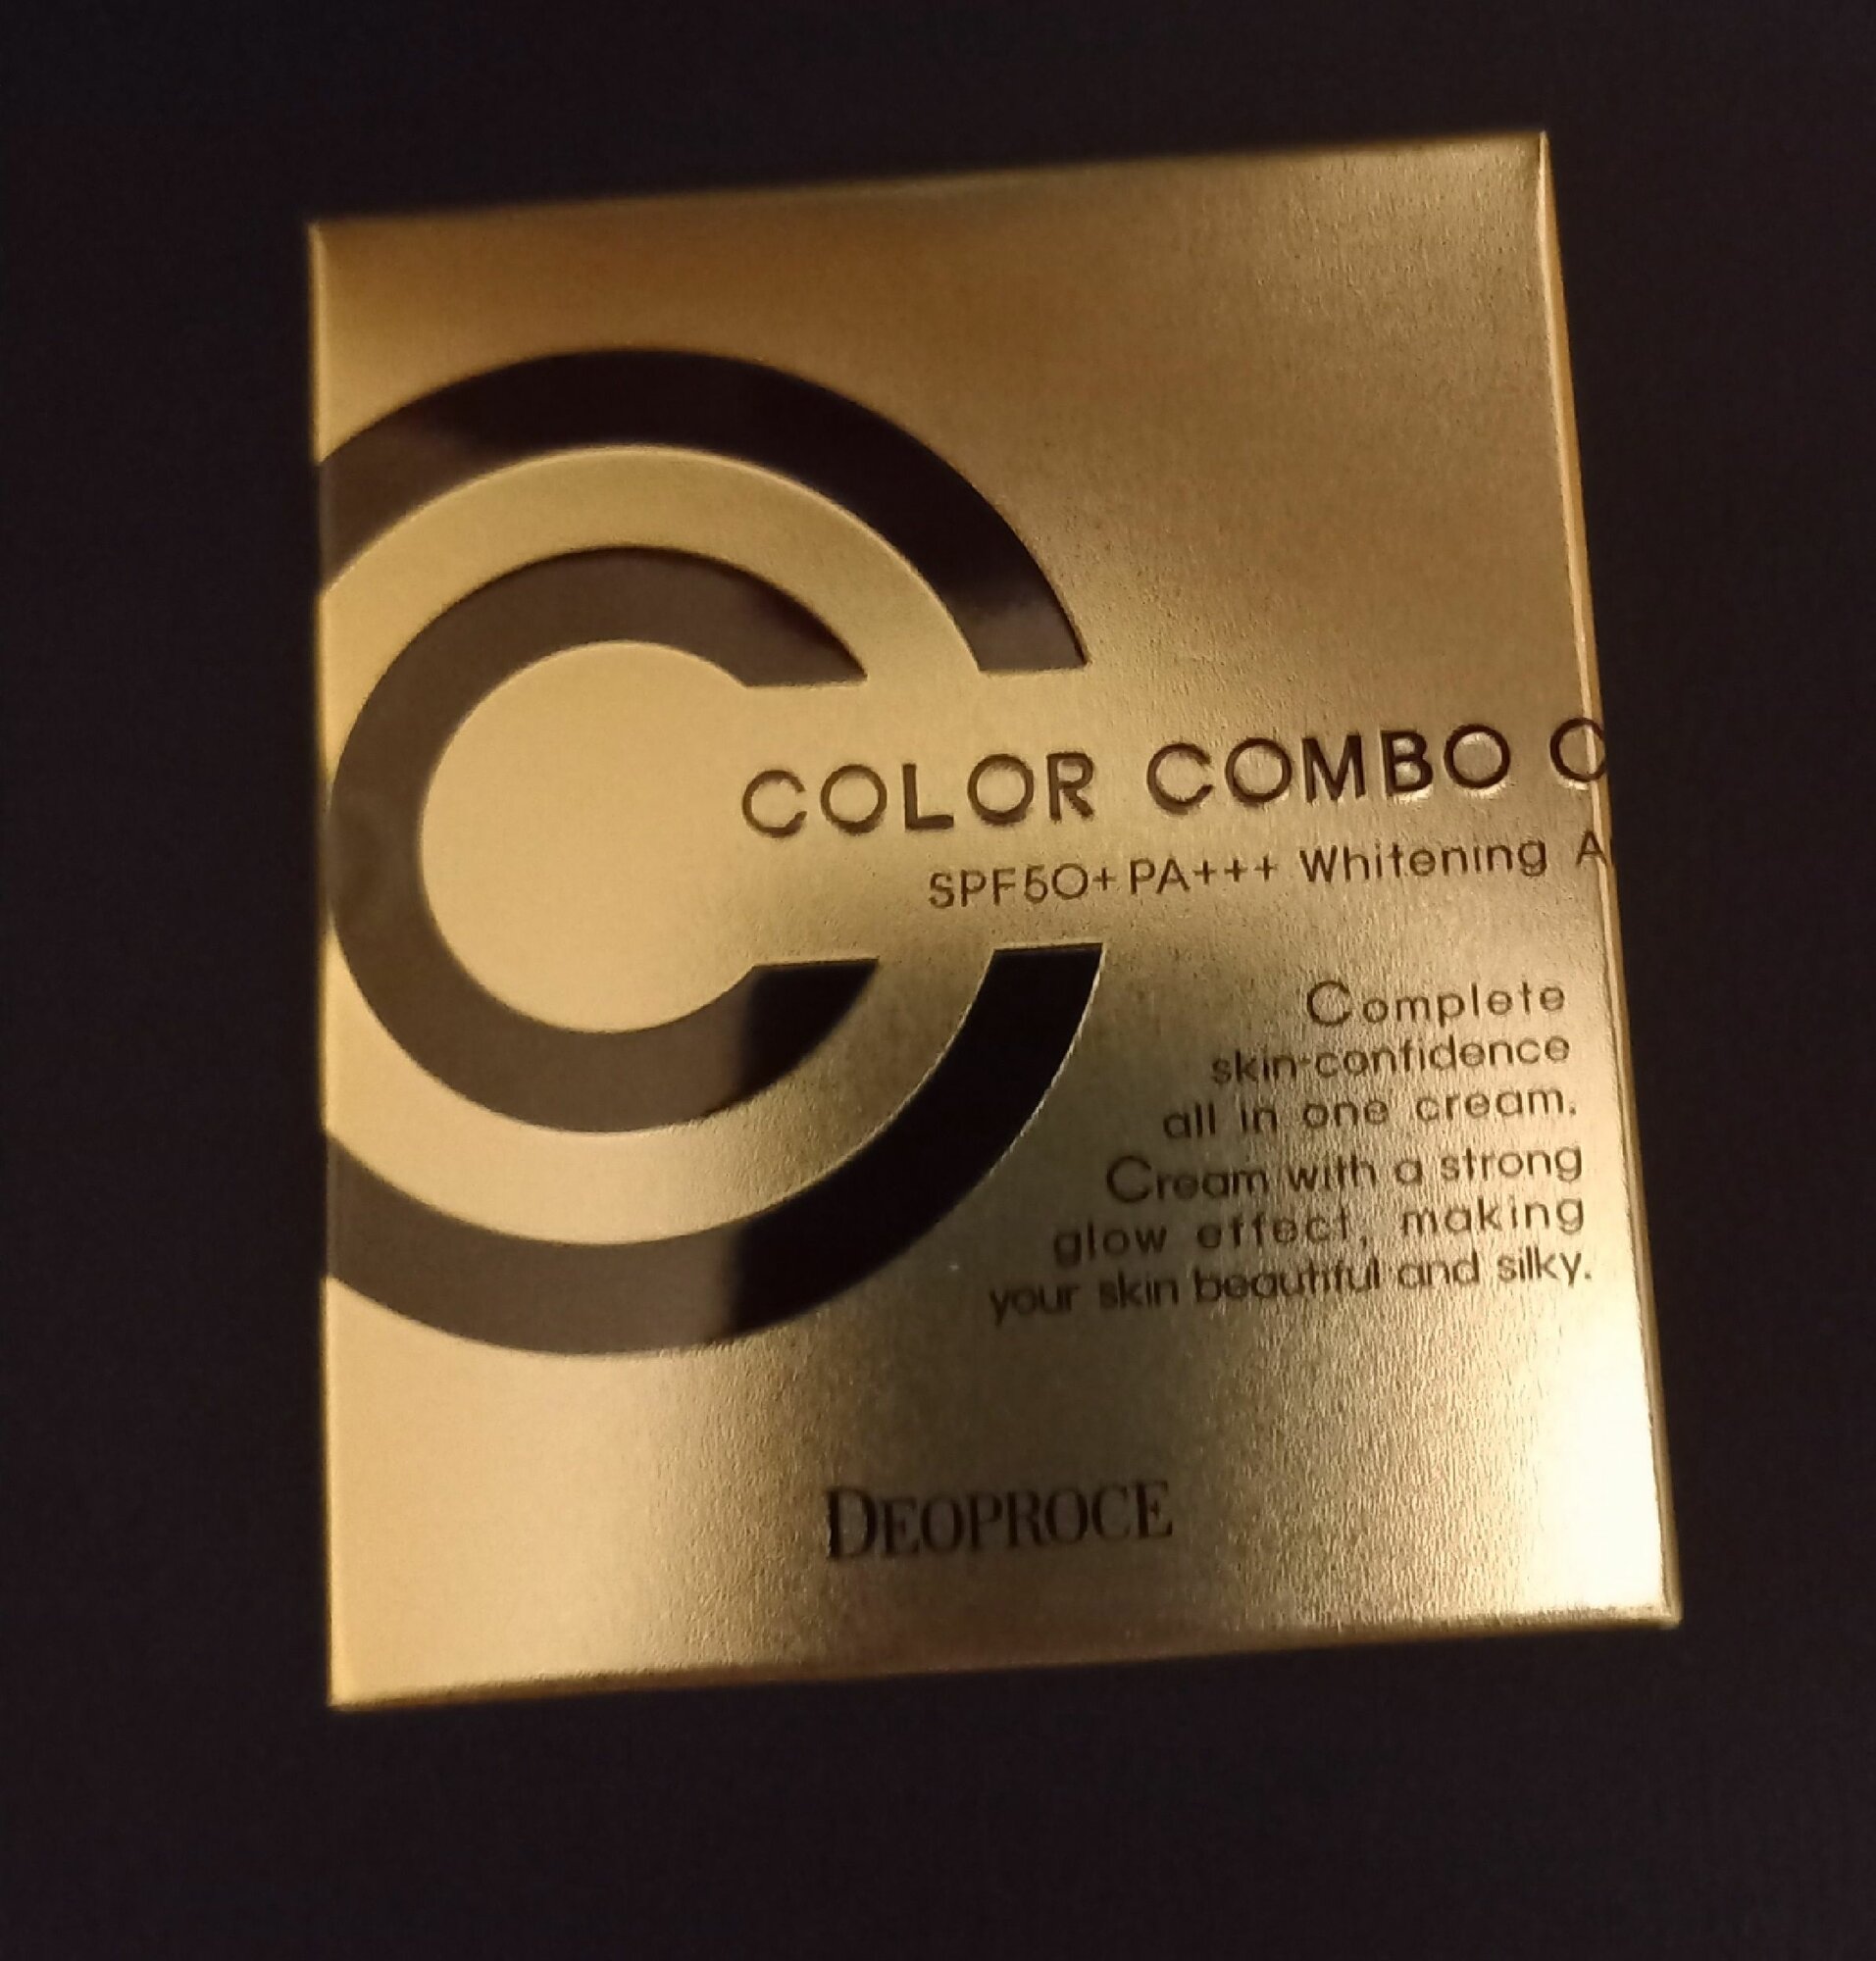 COLOR COMBO C
SPF50+ PA+++ Whitening A
Complete
skin-confidence
all in one cream.
Cream with a strong
glow effect, making
your skin beautiful and silky.
DEOPROCE